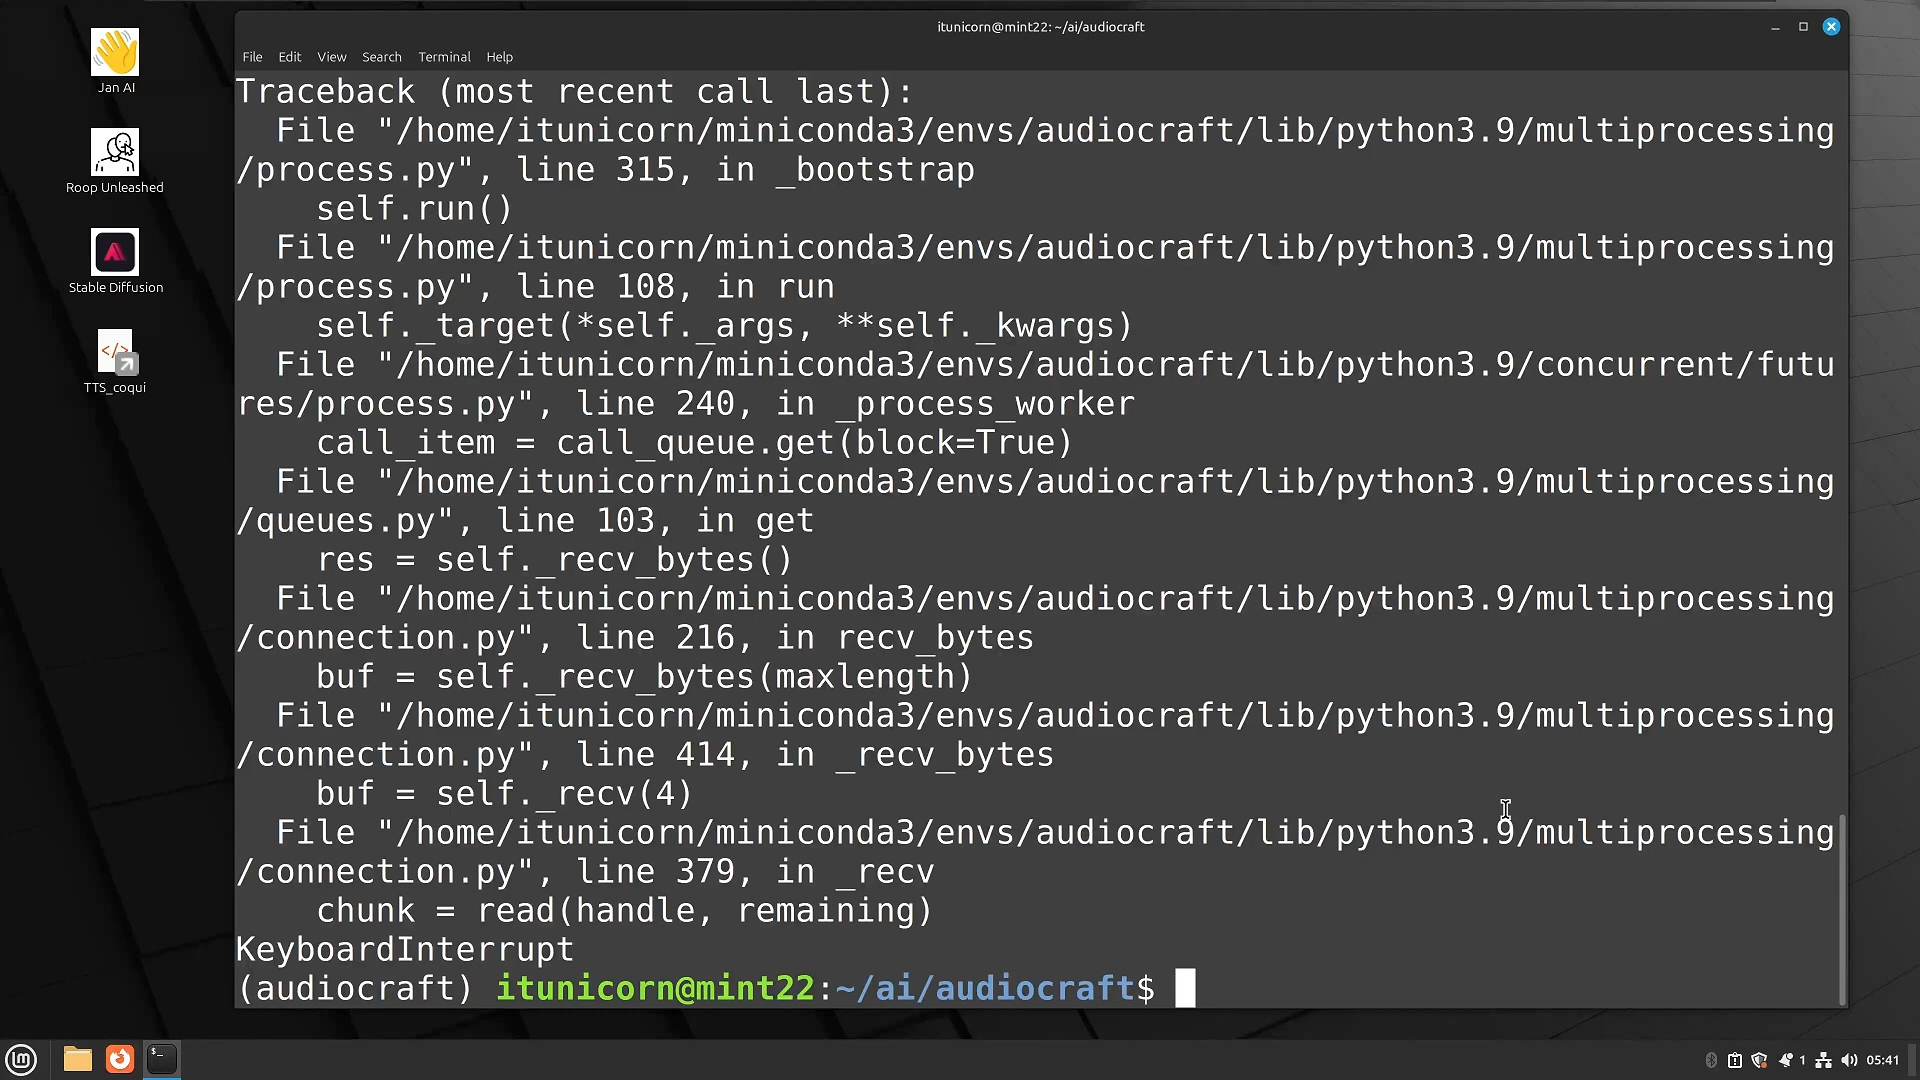 itunicorn@mint22: ~/ai/audiocraft
File Edit View Search Terminal Help
Jan AI
Roop Unleashed
Stable Diffusion
</>
TTS_coqui
Traceback (most recent call last):
  File "/home/itunicorn/miniconda3/envs/audiocraft/lib/python3.9/multiprocessing
/process.py", line 315, in _bootstrap
    self.run()
  File "/home/itunicorn/miniconda3/envs/audiocraft/lib/python3.9/multiprocessing
/process.py", line 108, in run
    self._target(*self._args, **self._kwargs)
  File "/home/itunicorn/miniconda3/envs/audiocraft/lib/python3.9/concurrent/futu
res/process.py", line 240, in _process_worker
    call_item = call_queue.get(block=True)
  File "/home/itunicorn/miniconda3/envs/audiocraft/lib/python3.9/multiprocessing
/queues.py", line 103, in get
    res = self._recv_bytes()
  File "/home/itunicorn/miniconda3/envs/audiocraft/lib/python3.9/multiprocessing
/connection.py", line 216, in recv_bytes
    buf = self._recv_bytes(maxlength)
  File "/home/itunicorn/miniconda3/envs/audiocraft/lib/python3.9/multiprocessing
/connection.py", line 414, in _recv_bytes
    buf = self._recv(4)
  File "/home/itunicorn/miniconda3/envs/audiocraft/lib/python3.9/multiprocessing
/connection.py", line 379, in _recv
    chunk = read(handle, remaining)
KeyboardInterrupt
(audiocraft) itunicorn@mint22:~/ai/audiocraft$
1 05:41